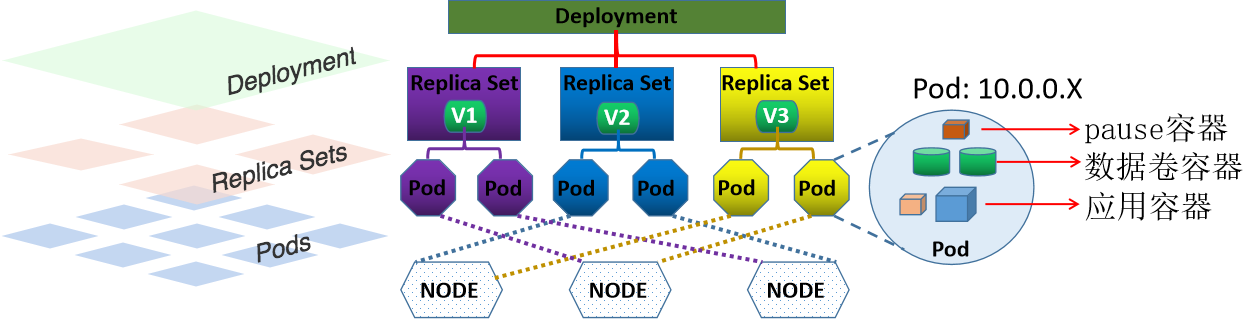 Deployment
Replica Sets
Pods
Deployment
Replica Set
V1
Replica Set
V2
Replica Set
V3
Pod
Pod
Pod
Pod
Pod
Pod
NODE
NODE
NODE
Pod: 10.0.0.X
pause容器
数据卷容器
应用容器
Pod